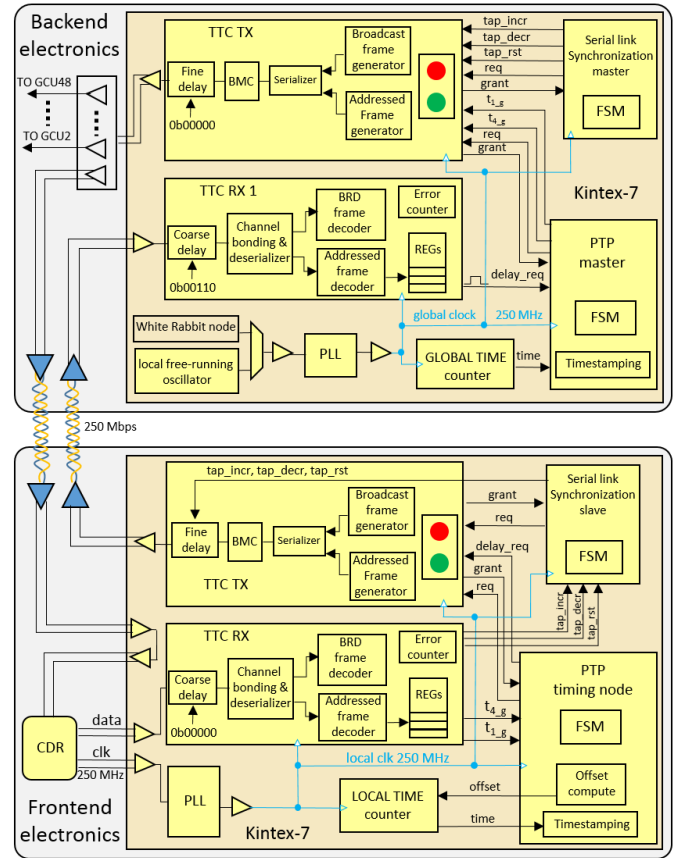 Backend
electronics
TO GCU48
TO GCU2
TTC TX
Fine
delay
0b00000
BMC
Serializer
Broadcast
frame
generator
Addressed
Frame
generator
tap_incr
tap_decr
tap_rst
req
grant
t1_g
t4_g
req
grant
Serial link
Synchronization
master
FSM
Kintex-7
TTC RX 1
Coarse
delay
0b00110
Channel
bonding &
deserializer
BRD
frame
decoder
Addressed
frame
decoder
Error
counter
REGs
delay_req
PTP
master
FSM
Timestamping
global clock
250 MHz
White Rabbit node
local free-running
oscillator
PLL
GLOBAL TIME
counter
time
250 Mbps
tap_incr, tap_decr, tap_rst
Fine
delay
BMC
Serializer
Broadcast
frame
generator
Addressed
Frame
generator
TTC TX
grant
req
delay_req
grant
req
Serial link
Synchronization
slave
FSM
tap_incr
tap_decr
tap_rst
TTC RX
Coarse
delay
0b00000
Channel
bonding &
deserializer
BRD
frame
decoder
Addressed
frame
decoder
Error
counter
REGs
t4_g
t1_g
PTP
timing node
FSM
Offset
compute
Timestamping
CDR
data
clk
250 MHz
PLL
local clk 250 MHz
LOCAL TIME
counter
offset
time
Kintex-7
Frontend
electronics